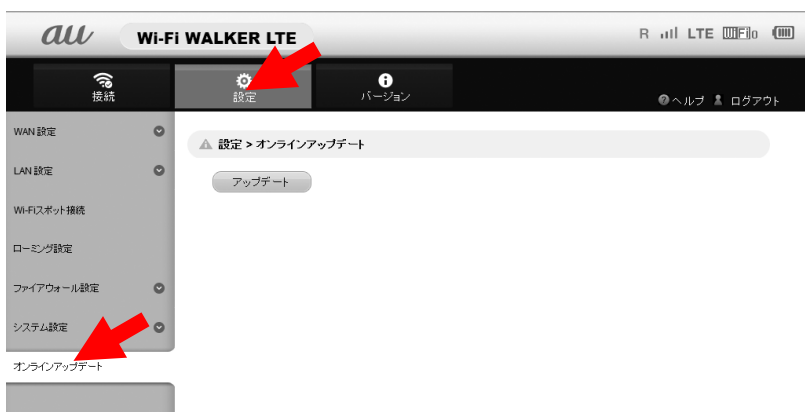 au Wi-Fi WALKER LTE R LTE
接続 設定 バージョン
ヘルプ ログアウト
WAN 設定
LAN 設定
Wi-Fiスポット接続
ローミング設定
ファイアウォール設定
システム設定
オンラインアップデート
設定 > オンラインアップデート
アップデート